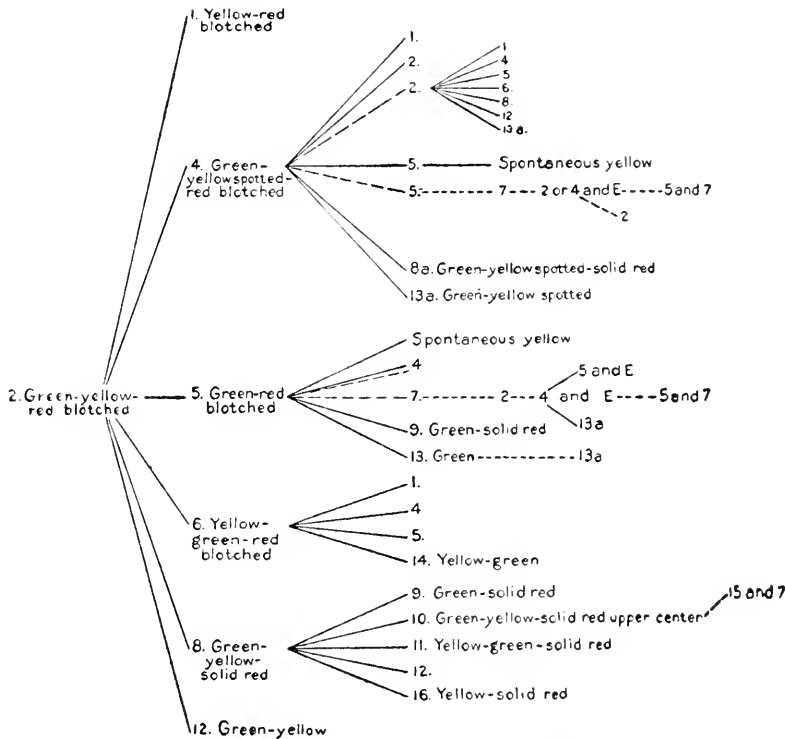 1. Yellow-red
blotched
1.
2.
2.
1
4
5
6.
8.
12
13a.
4. Green-
yellow spotted-
red blotched
5. Spontaneous yellow
5. 7 2 or 4 and E 5 and 7
2
8a. Green-yellow spotted-solid red
13a. Green-yellow spotted
Spontaneous yellow
4
5 and E
2. Green-yellow-
red blotched
5. Green-red
blotched
7. 2 4 and E 5 and 7
13a
9. Green-solid red
13. Green 13a
1.
4
5.
6. Yellow-
green-red
blotched
14. Yellow-green
9. Green-solid red
15 and 7
10. Green-yellow-solid red upper center
8. Green-
yellow-
solid red
11. Yellow-green-solid red
12.
16. Yellow-solid red
12. Green-yellow